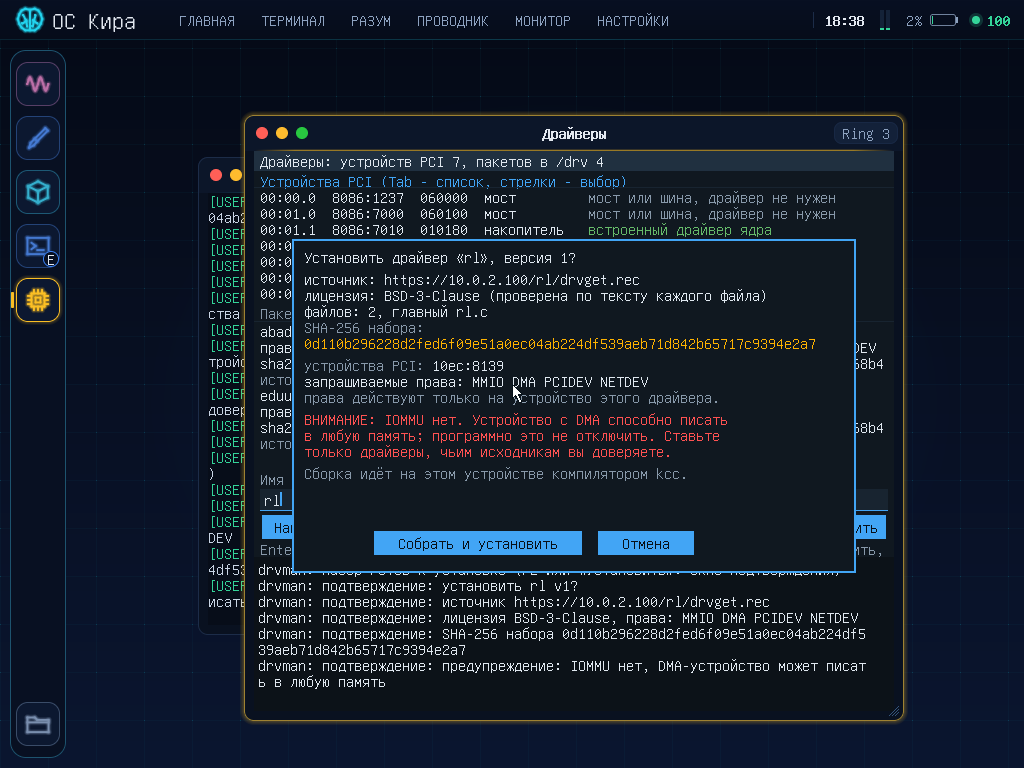 ОС Кира
ГЛАВНАЯ ТЕРМИНАЛ РАЗУМ ПРОВОДНИК МОНИТОР НАСТРОЙКИ
18:38 2% 100
Драйверы
Ring 3
Драйверы: устройств PCI 7, пакетов в /drv 4
Устройства PCI (Tab - список, стрелки - выбор)
00:00.0 8086:1237 060000 мост мост или шина, драйвер не нужен
00:01.0 8086:7000 060100 мост мост или шина, драйвер не нужен
00:01.1 8086:7010 010180 накопитель встроенный драйвер ядра
Установить драйвер «rl», версия 1?
источник: https://10.0.2.100/rl/drvget.rec
лицензия: BSD-3-Clause (проверена по тексту каждого файла)
файлов: 2, главный rl.c
SHA-256 набора:
0d110b296228d2fed6f09e51a0ec04ab224df539aeb71d842b65717c9394e2a7
устройства PCI: 10ec:8139
запрашиваемые права: MMIO DMA PCIDEV NETDEV
права действуют только на устройство этого драйвера.
ВНИМАНИЕ: IOMMU нет. Устройство с DMA способно писать
в любую память; программно это не отключить. Ставьте
только драйверы, чьим исходникам вы доверяете.
Сборка идёт на этом устройстве компилятором kcc.
Собрать и установить Отмена
Имя
rl
drvman: подтверждение: установить rl v1?
drvman: подтверждение: источник https://10.0.2.100/rl/drvget.rec
drvman: подтверждение: лицензия BSD-3-Clause, права: MMIO DMA PCIDEV NETDEV
drvman: подтверждение: SHA-256 набора 0d110b296228d2fed6f09e51a0ec04ab224df5
39aeb71d842b65717c9394e2a7
drvman: подтверждение: предупреждение: IOMMU нет, DMA-устройство может писат
ь в любую память